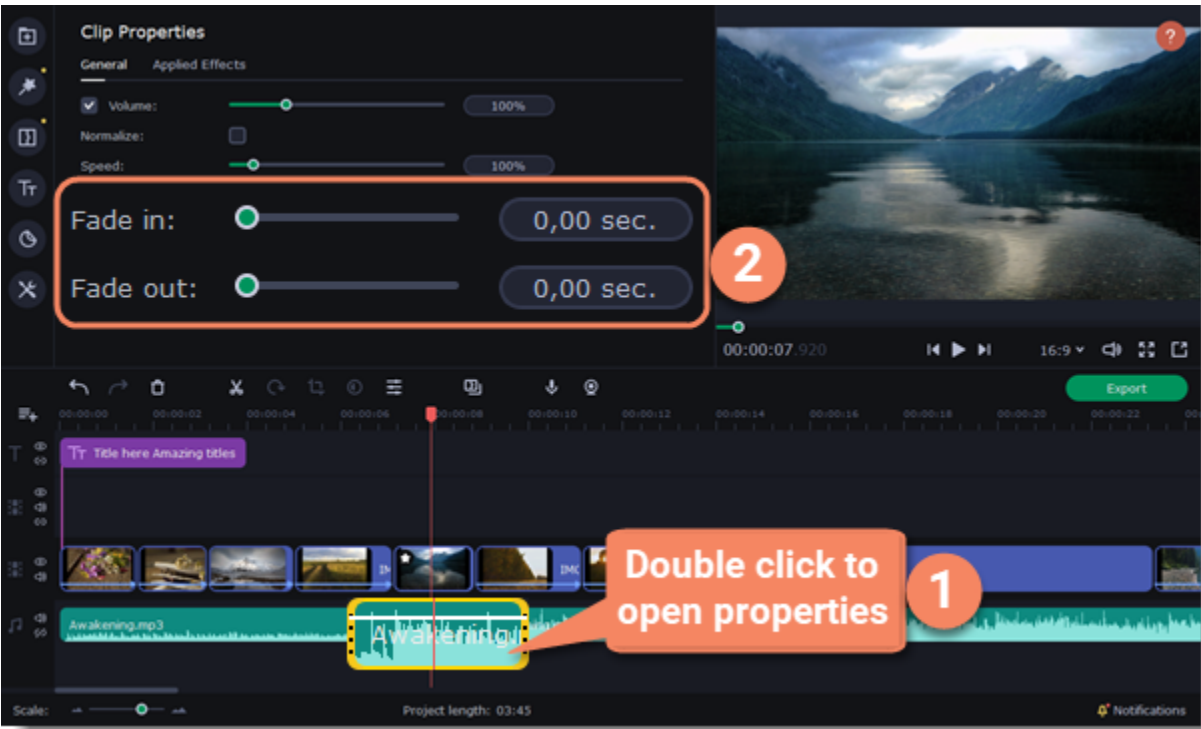 Clip Properties
General Applied Effects
Volume: 100%
Normalize:
Speed: 100%
Fade in: 0,00 sec.
Fade out: 0,00 sec.
2
?
00:00:07.920
16:9
Export
00:00:00 00:00:02 00:00:04 00:00:06 00:00:08 00:00:10 00:00:12 00:00:14 00:00:16 00:00:18 00:00:20 00:00:22
Tт Title here Amazing titles
Double click to
open properties
1
Awakening.mp3
Awakening.
Scale:
Project length: 03:45
Notifications